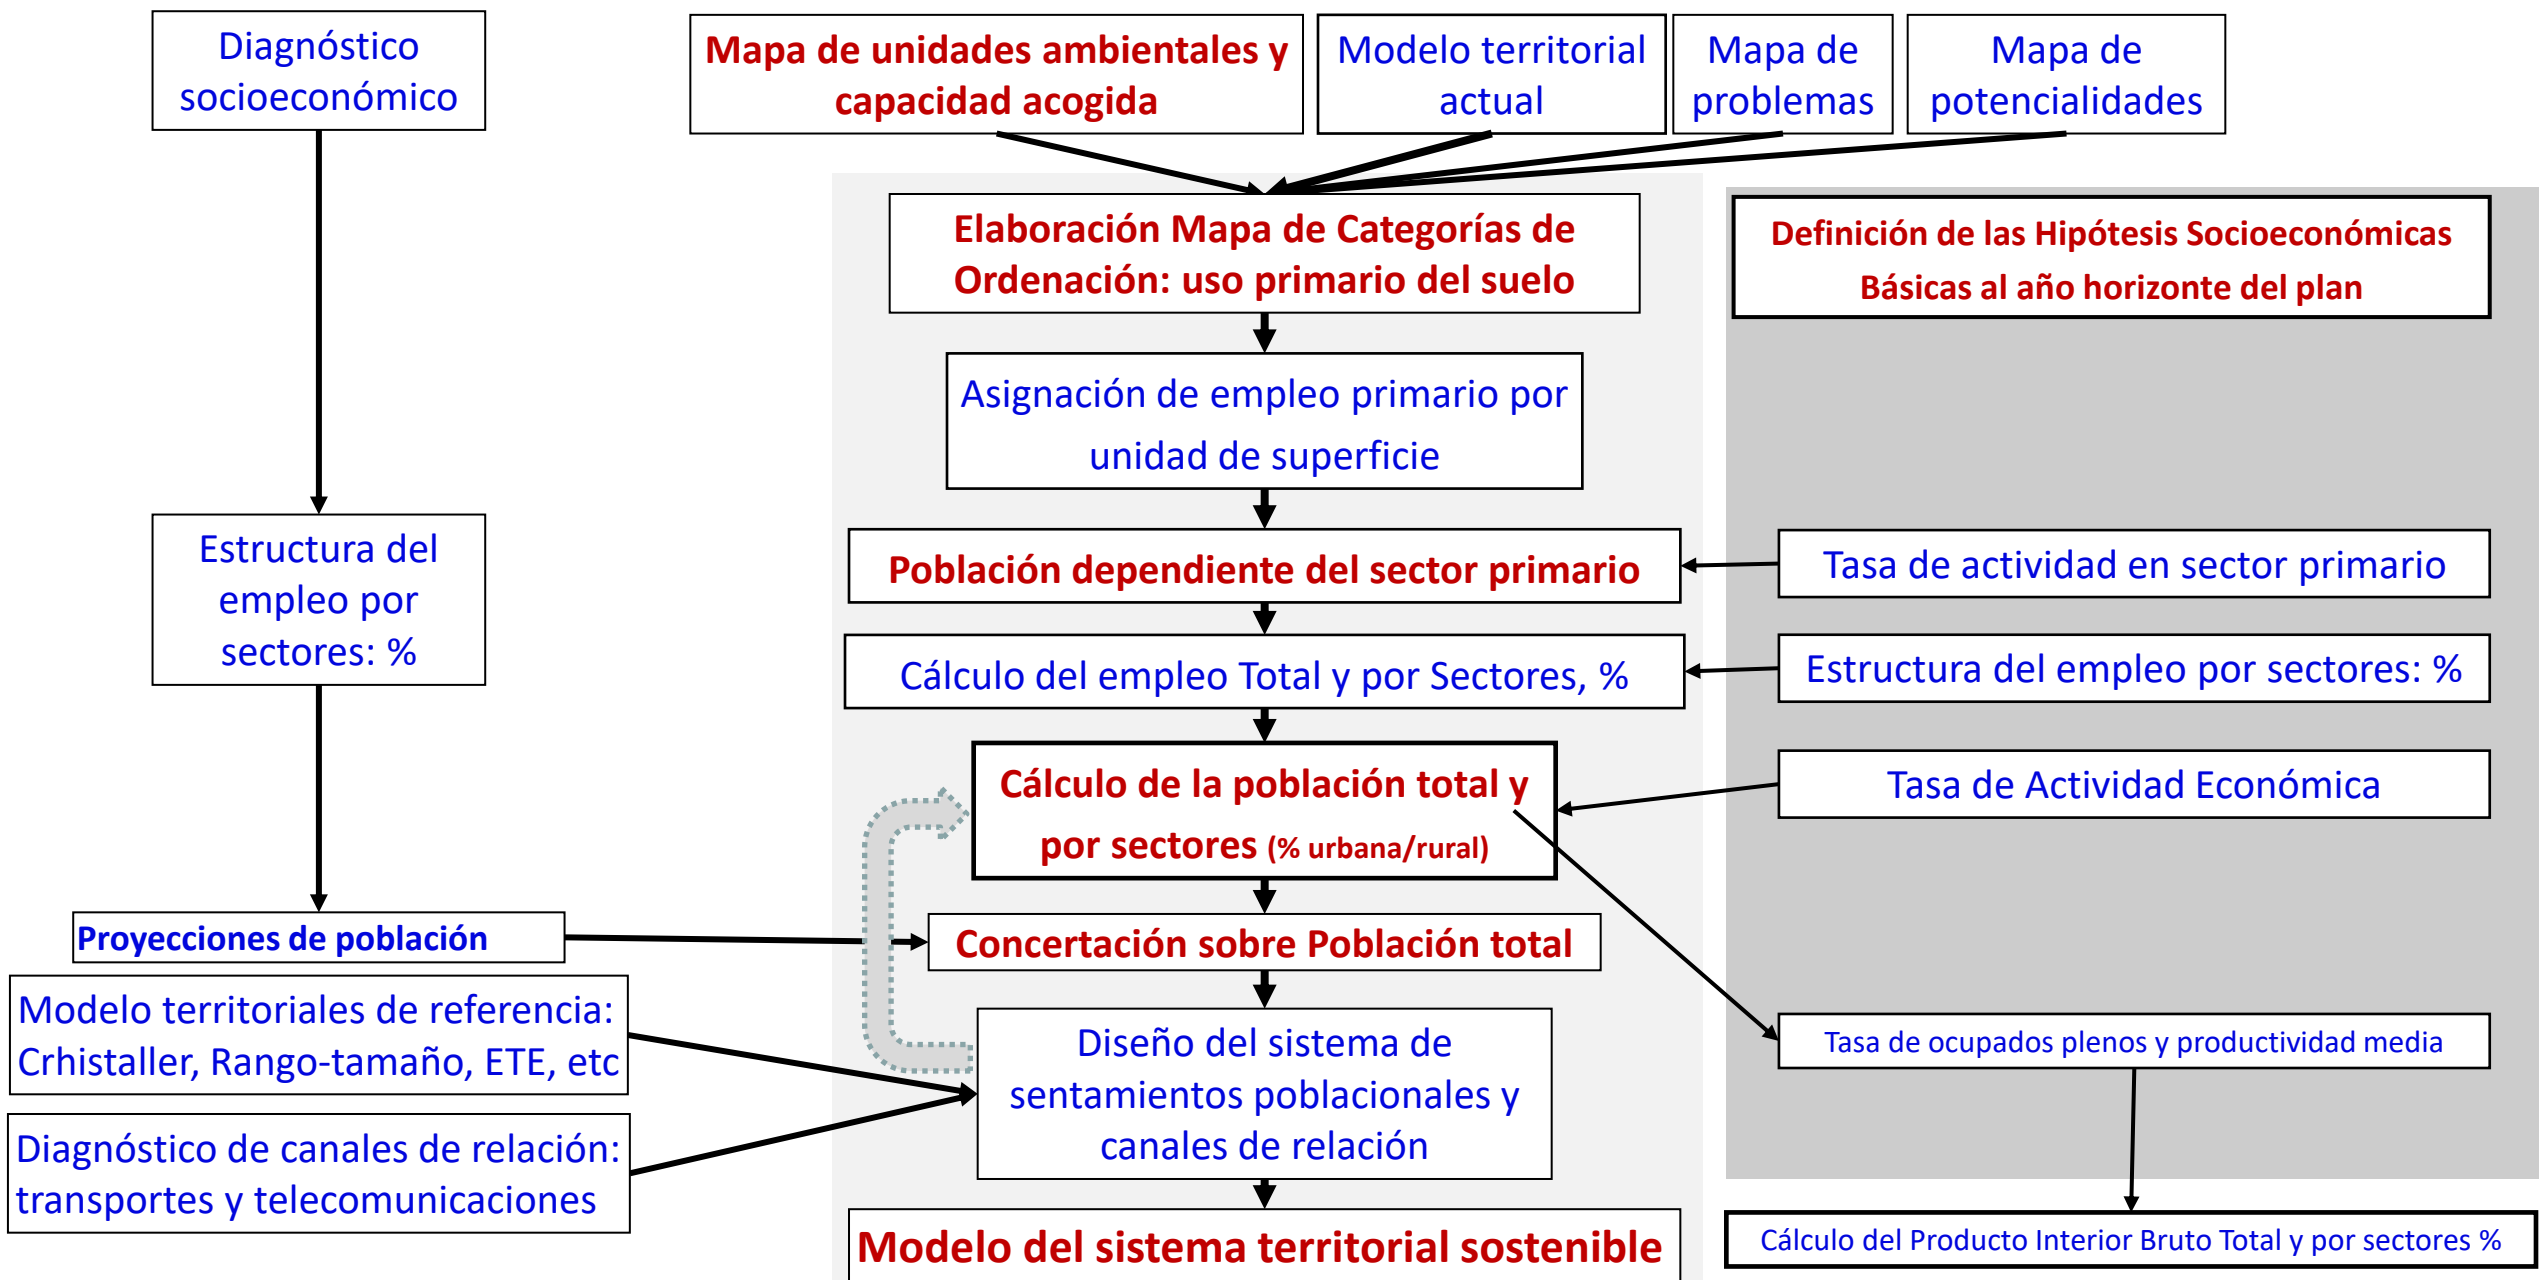 Diagnóstico
socioeconómico
Mapa de unidades ambientales y
capacidad acogida
Modelo territorial
actual
Mapa de
problemas
Mapa de
potencialidades
Elaboración Mapa de Categorías de
Ordenación: uso primario del suelo
Definición de las Hipótesis Socioeconómicas
Básicas al año horizonte del plan
Asignación de empleo primario por
unidad de superficie
Estructura del
empleo por
sectores: %
Población dependiente del sector primario
Tasa de actividad en sector primario
Cálculo del empleo Total y por Sectores, %
Estructura del empleo por sectores: %
Cálculo de la población total y
por sectores (% urbana/rural)
Tasa de Actividad Económica
Proyecciones de población
Concertación sobre Población total
Modelo territoriales de referencia:
Crhistaller, Rango-tamaño, ETE, etc
Diseño del sistema de
sentamientos poblacionales y
canales de relación
Tasa de ocupados plenos y productividad media
Diagnóstico de canales de relación:
transportes y telecomunicaciones
Modelo del sistema territorial sostenible
Cálculo del Producto Interior Bruto Total y por sectores %